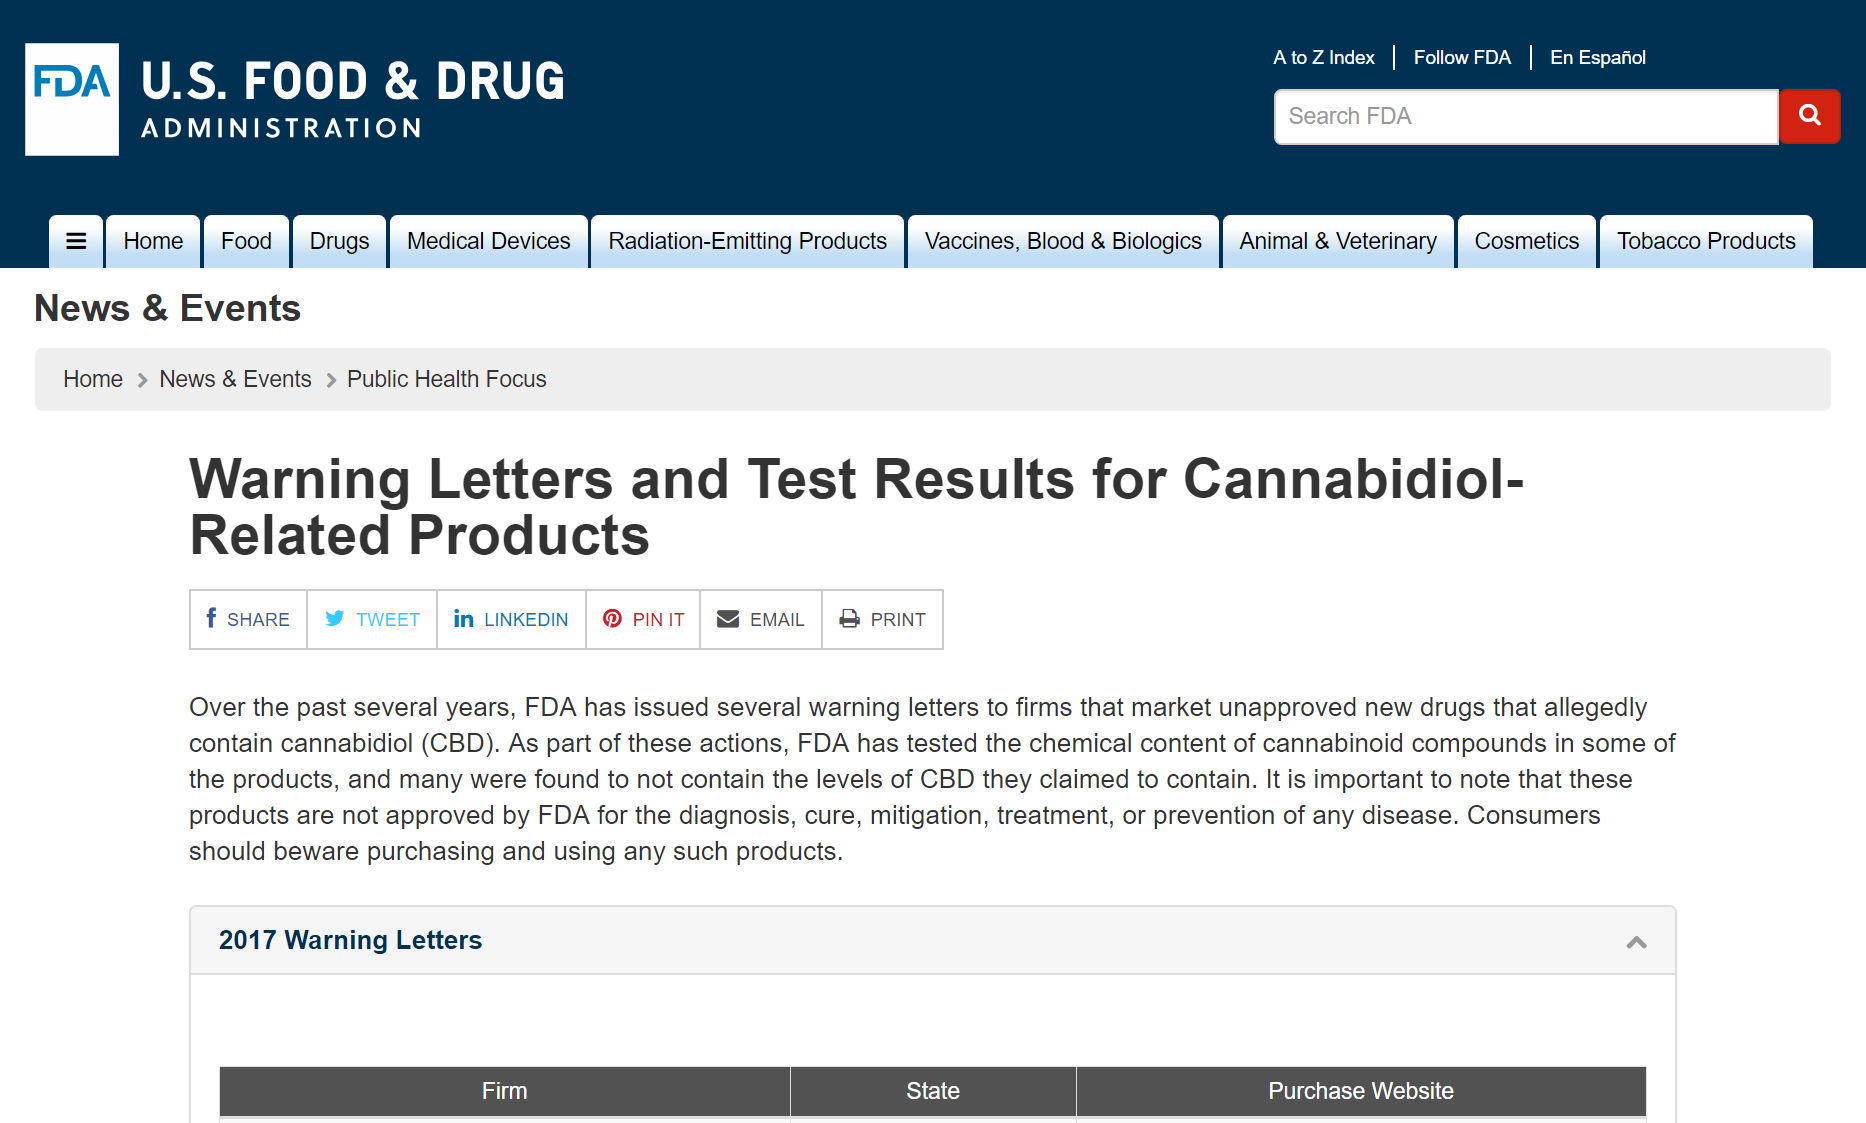 FDA U.S. FOOD & DRUG
ADMINISTRATION
A to Z Index Follow FDA En Español
Search FDA
Home Food Drugs Medical Devices Radiation-Emitting Products Vaccines, Blood & Biologics Animal & Veterinary Cosmetics Tobacco Products
News & Events
Home News & Events Public Health Focus
Warning Letters and Test Results for Cannabidiol-
Related Products
SHARE TWEET LINKEDIN PIN IT EMAIL PRINT
Over the past several years, FDA has issued several warning letters to firms that market unapproved new drugs that allegedly
contain cannabidiol (CBD). As part of these actions, FDA has tested the chemical content of cannabinoid compounds in some of
the products, and many were found to not contain the levels of CBD they claimed to contain. It is important to note that these
products are not approved by FDA for the diagnosis, cure, mitigation, treatment, or prevention of any disease. Consumers
should beware purchasing and using any such products.
2017 Warning Letters
Firm State Purchase Website